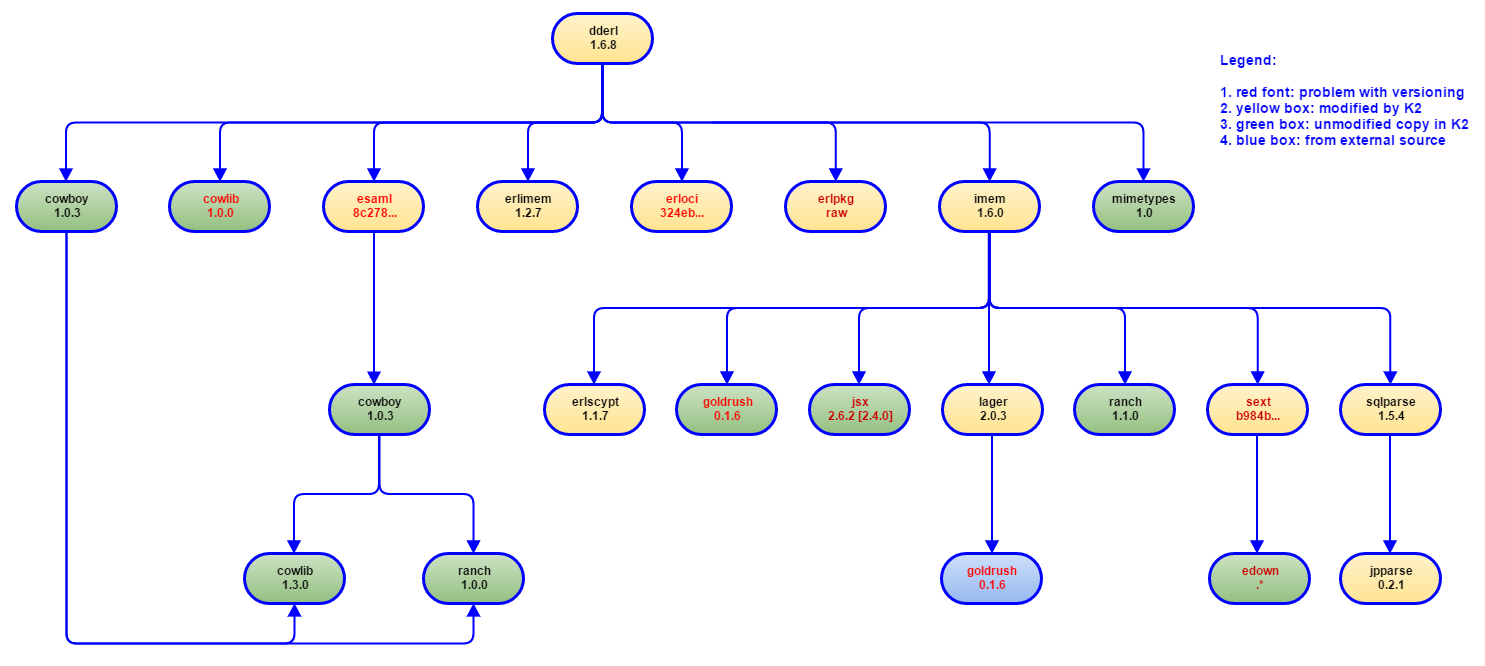 dderl
1.6.8
Legend:
1. red font: problem with versioning
2. yellow box: modified by K2
3. green box: unmodified copy in K2
4. blue box: from external source
cowboy
1.0.3
cowlib
1.0.0
esaml
8c278...
erlimem
1.2.7
erloci
324eb...
erlpkg
raw
imem
1.6.0
mimetypes
1.0
cowboy
1.0.3
erlscypt
1.1.7
goldrush
0.1.6
jsx
2.6.2 [2.4.0]
lager
2.0.3
ranch
1.1.0
sext
b984b...
sqlparse
1.5.4
cowlib
1.3.0
ranch
1.0.0
goldrush
0.1.6
edown
.*
jpparse
0.2.1